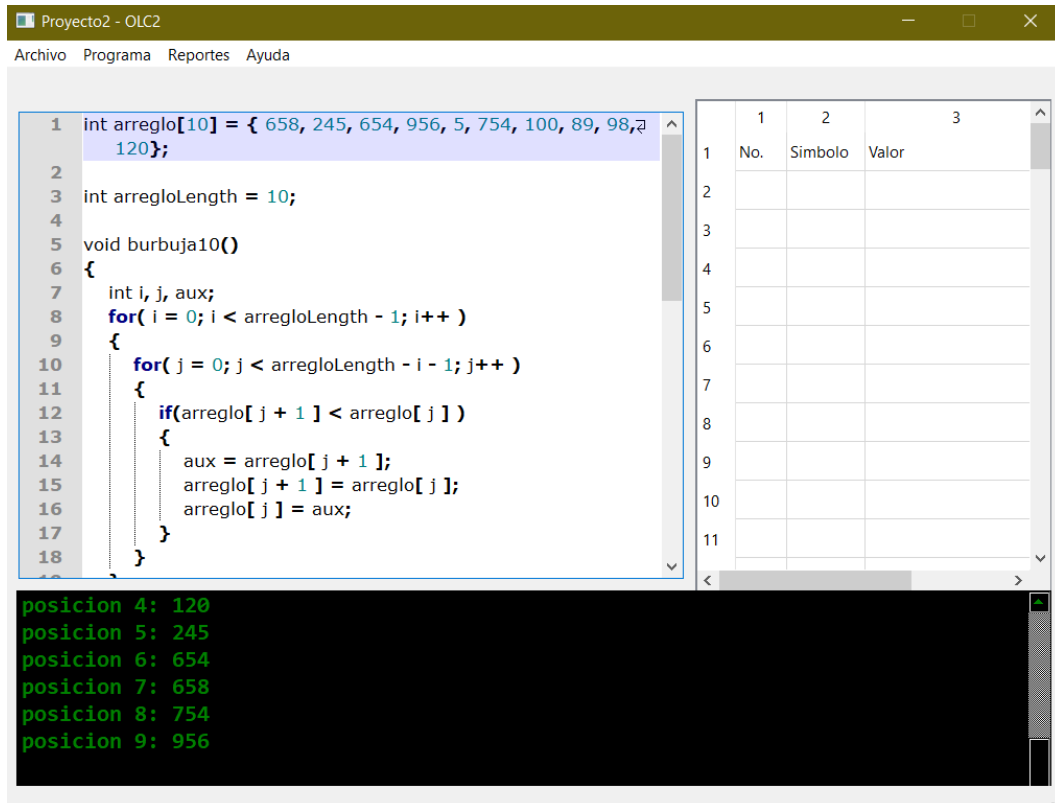 Proyecto2 - OLC2
Archivo Programa Reportes Ayuda
1 int arreglo[10] = { 658, 245, 654, 956, 5, 754, 100, 89, 98,
120};
2
3 int arregloLength = 10;
4
5 void burbuja10()
6 {
7 int i, j, aux;
8 for( i = 0; i < arregloLength - 1; i++ )
9 {
10 for( j = 0; j < arregloLength - i - 1; j++ )
11 {
12 if(arreglo[ j + 1 ] < arreglo[ j ] )
13 {
14 aux = arreglo[ j + 1 ];
15 arreglo[ j + 1 ] = arreglo[ j ];
16 arreglo[ j ] = aux;
17 }
18 }
1 2 3
1 No. Simbolo Valor
2
3
4
5
6
7
8
9
10
11
posicion 4: 120
posicion 5: 245
posicion 6: 654
posicion 7: 658
posicion 8: 754
posicion 9: 956